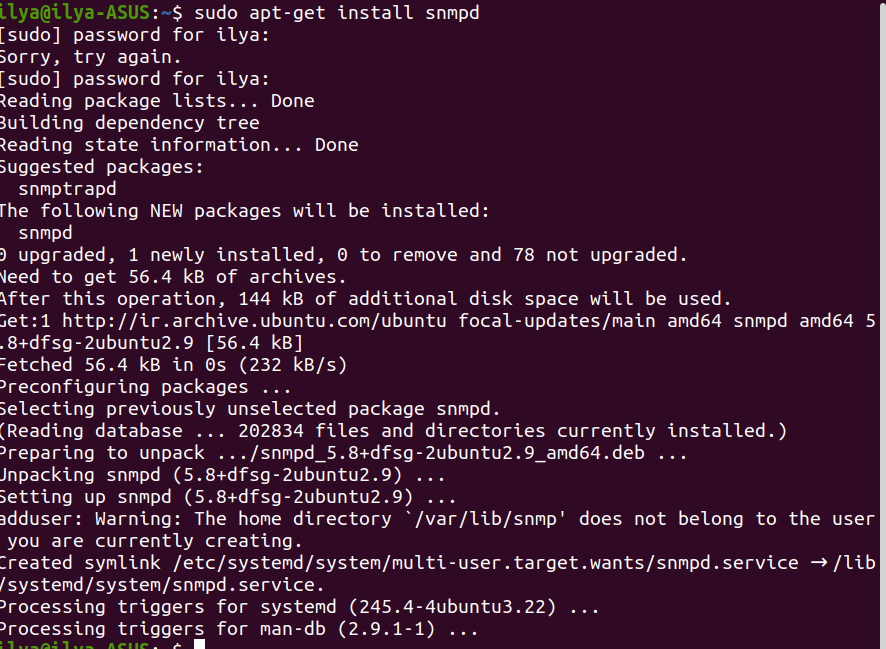 ilya@ilya-ASUS:~$ sudo apt-get install snmpd
[sudo] password for ilya:
Sorry, try again.
[sudo] password for ilya:
Reading package lists... Done
Building dependency tree
Reading state information... Done
Suggested packages:
  snmptrapd
The following NEW packages will be installed:
  snmpd
0 upgraded, 1 newly installed, 0 to remove and 78 not upgraded.
Need to get 56.4 kB of archives.
After this operation, 144 kB of additional disk space will be used.
Get:1 http://ir.archive.ubuntu.com/ubuntu focal-updates/main amd64 snmpd amd64 5
.8+dfsg-2ubuntu2.9 [56.4 kB]
Fetched 56.4 kB in 0s (232 kB/s)
Preconfiguring packages ...
Selecting previously unselected package snmpd.
(Reading database ... 202834 files and directories currently installed.)
Preparing to unpack .../snmpd_5.8+dfsg-2ubuntu2.9_amd64.deb ...
Unpacking snmpd (5.8+dfsg-2ubuntu2.9) ...
Setting up snmpd (5.8+dfsg-2ubuntu2.9) ...
adduser: Warning: The home directory `/var/lib/snmp' does not belong to the user
 you are currently creating.
Created symlink /etc/systemd/system/multi-user.target.wants/snmpd.service → /lib
/systemd/system/snmpd.service.
Processing triggers for systemd (245.4-4ubuntu3.22) ...
Processing triggers for man-db (2.9.1-1) ...
ilya@ilya-ASUS:~$